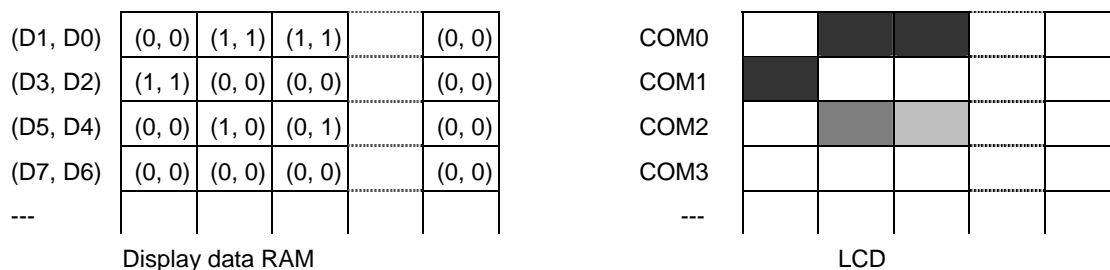 (D1, D0) (0, 0) (1, 1) (1, 1) (0, 0) COM0
(D3, D2) (1, 1) (0, 0) (0, 0) (0, 0) COM1
(D5, D4) (0, 0) (1, 0) (0, 1) (0, 0) COM2
(D7, D6) (0, 0) (0, 0) (0, 0) (0, 0) COM3
--- ---
Display data RAM LCD